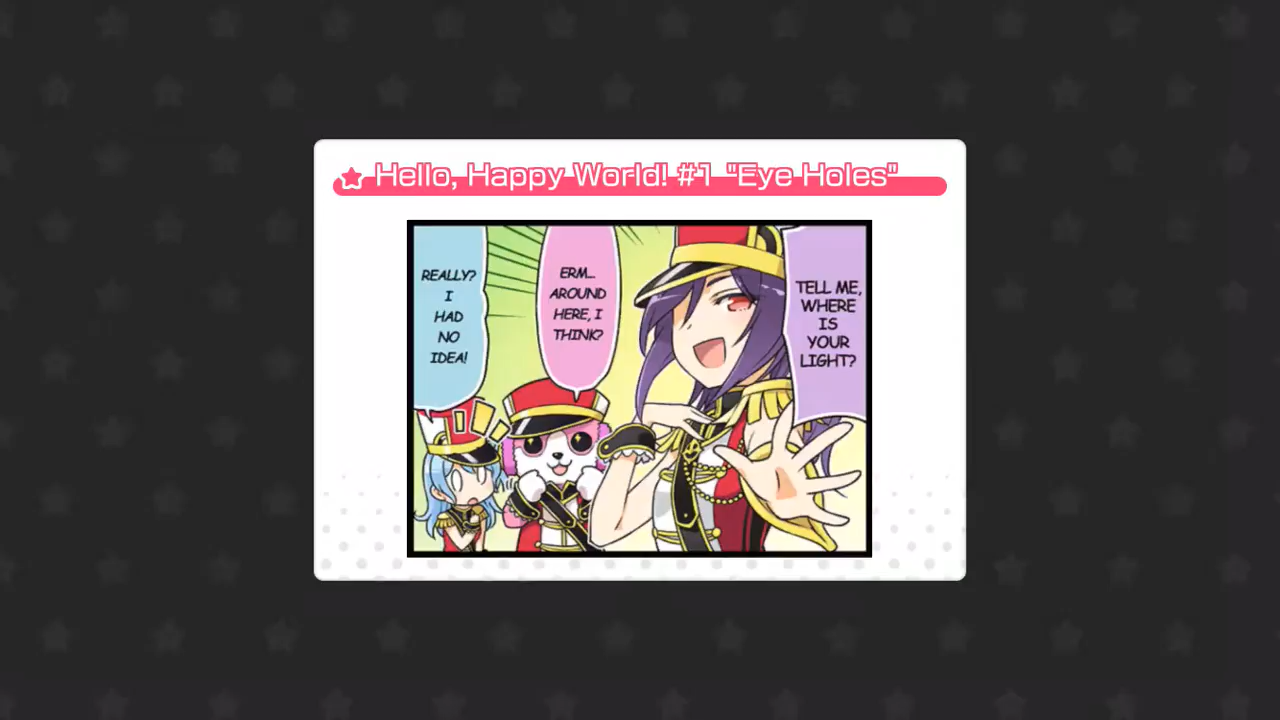 Hello, Happy World! #1 "Eye Holes"
TELL ME,
WHERE
IS
YOUR
LIGHT?
ERM...
AROUND
HERE, I
THINK?
REALLY?
I
HAD
NO
IDEA!